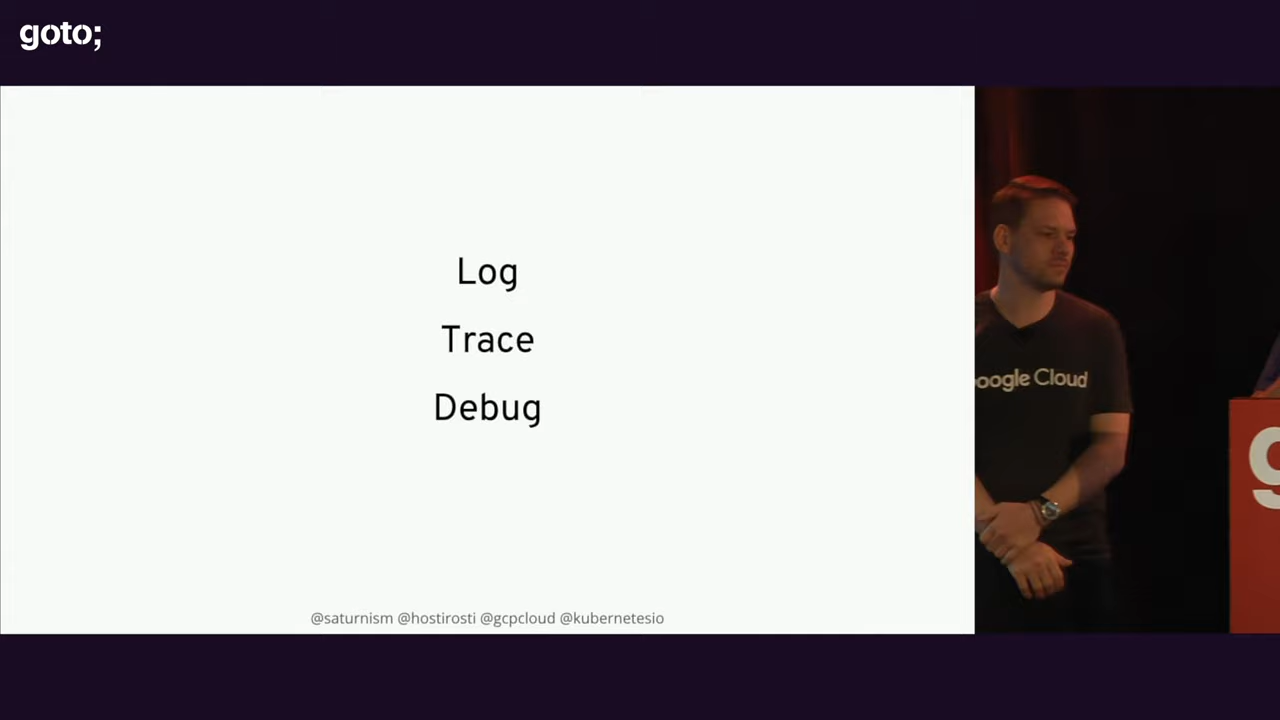 goto;
Log
Trace
Debug
oogle Cloud
g
@saturnism @hostirosti @gcpcloud @kubernetesio